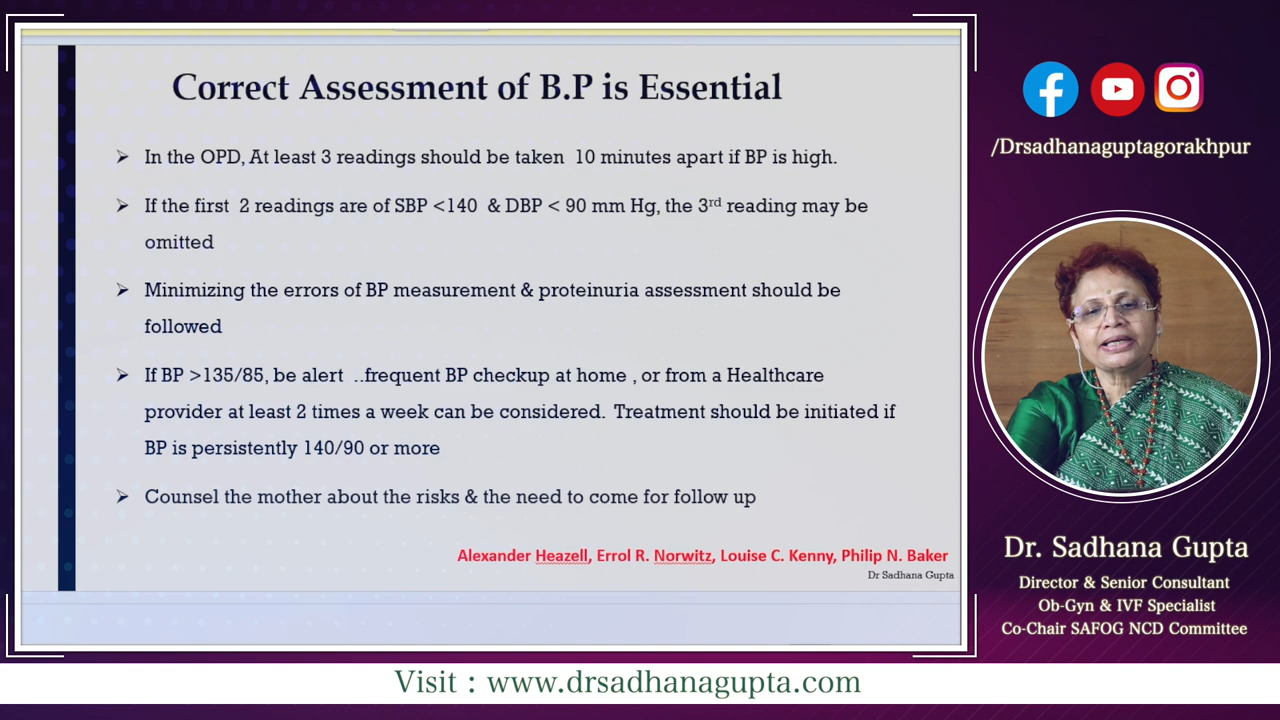 Correct Assessment of B.P is Essential
➢ In the OPD, At least 3 readings should be taken 10 minutes apart if BP is high.
➢ If the first 2 readings are of SBP <140 & DBP < 90 mm Hg, the 3rd reading may be
omitted
➢ Minimizing the errors of BP measurement & proteinuria assessment should be
followed
➢ If BP >135/85, be alert ..frequent BP checkup at home , or from a Healthcare
provider at least 2 times a week can be considered. Treatment should be initiated if
BP is persistently 140/90 or more
➢ Counsel the mother about the risks & the need to come for follow up
Alexander Heazell, Errol R. Norwitz, Louise C. Kenny, Philip N. Baker
Dr Sadhana Gupta
/Drsadhanaguptagorakhpur
Dr. Sadhana Gupta
Director & Senior Consultant
Ob-Gyn & IVF Specialist
Co-Chair SAFOG NCD Committee
Visit : www.drsadhanagupta.com